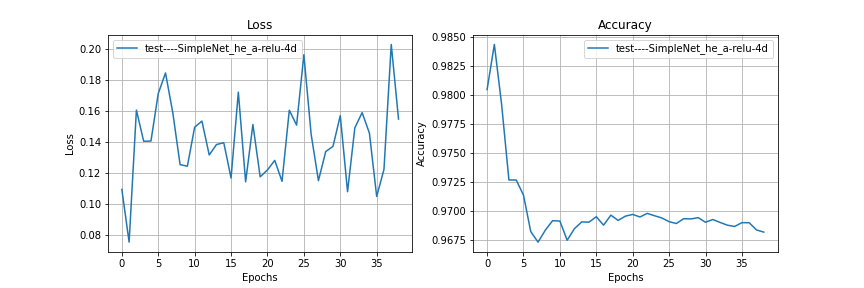 Loss
test----SimpleNet_he_a-relu-4d
0.20
0.18
0.16
0.14
0.12
0.10
0.08
Loss
0 5 10 15 20 25 30 35
Epochs
Accuracy
test----SimpleNet_he_a-relu-4d
0.9850
0.9825
0.9800
0.9775
0.9750
0.9725
0.9700
0.9675
Accuracy
0 5 10 15 20 25 30 35
Epochs